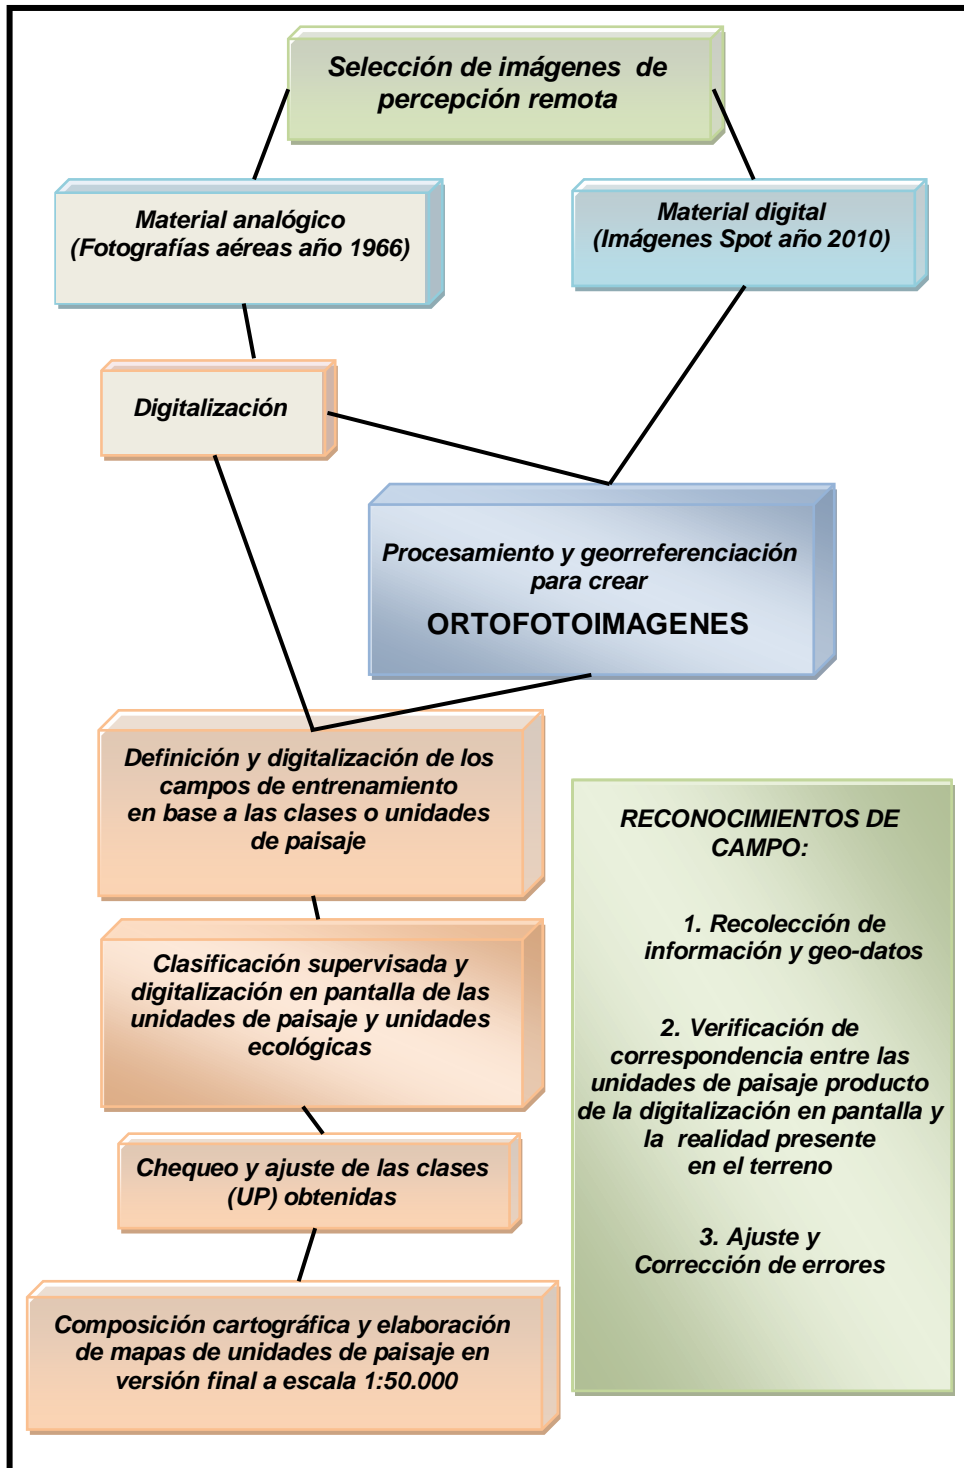 Selección de imágenes de
percepción remota
Material analógico
(Fotografías aéreas año 1966)
Material digital
(Imágenes Spot año 2010)
Digitalización
Procesamiento y georreferenciación
para crear
ORTOFOTOIMAGENES
Definición y digitalización de los
campos de entrenamiento
en base a las clases o unidades
de paisaje
Clasificación supervisada y
digitalización en pantalla de las
unidades de paisaje y unidades
ecológicas
Chequeo y ajuste de las clases
(UP) obtenidas
Composición cartográfica y elaboración
de mapas de unidades de paisaje en
versión final a escala 1:50.000
RECONOCIMIENTOS DE
CAMPO:
1. Recolección de
información y geo-datos
2. Verificación de
correspondencia entre las
unidades de paisaje producto
de la digitalización en pantalla y
la realidad presente
en el terreno
3. Ajuste y
Corrección de errores